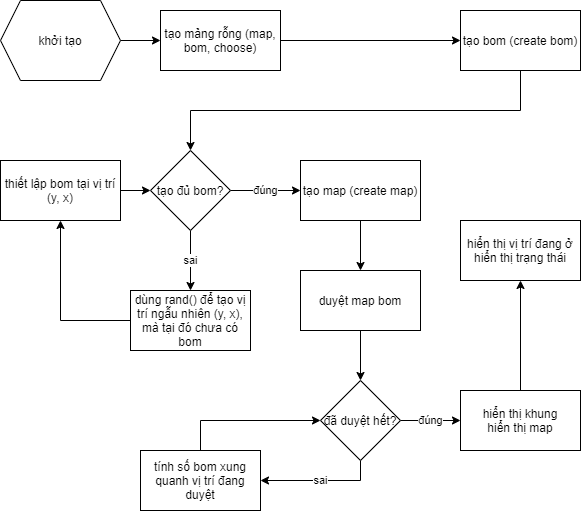 khởi tạo
tạo mảng rỗng (map,
bom, choose)
tạo bom (create bom)
thiết lập bom tại vị trí
(y, x)
tạo đủ bom?
đúng
tạo map (create map)
hiển thị vị trí đang ở
hiển thị trạng thái
sai
dùng rand() để tạo vị
trí ngẫu nhiên (y, x),
mà tại đó chưa có
bom
duyệt map bom
đã duyệt hết?
đúng
hiển thị khung
hiển thị map
tính số bom xung
quanh vị trí đang
duyệt
sai